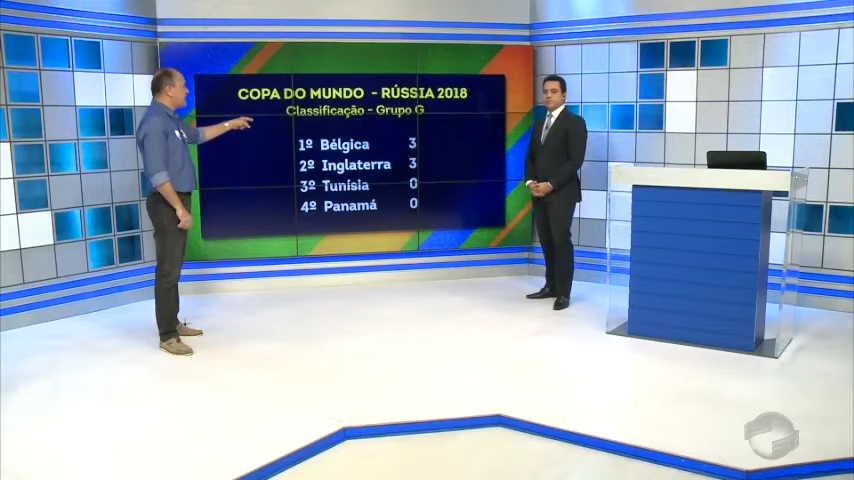 COPA DO MUNDO - RÚSSIA 2018
Classificação - Grupo G
1º Bélgica 3
2º Inglaterra 3
3º Tunísia 0
4º Panamá 0